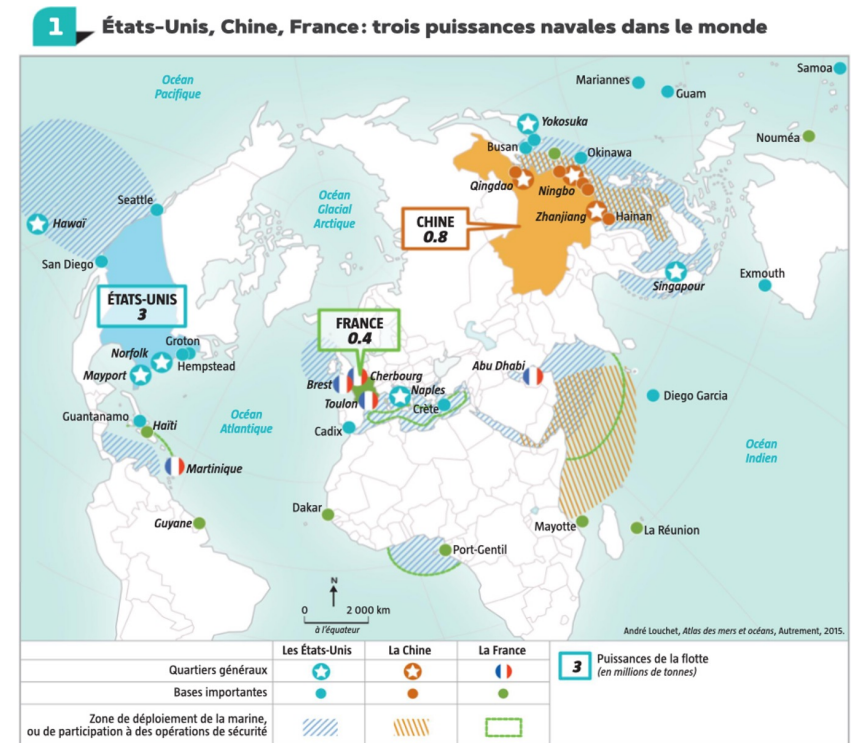 1
États-Unis, Chine, France : trois puissances navales dans le monde
Océan
Pacifique
Mariannes
Samoa
Guam
Yokosuka
Nouméa
Busan
Okinawa
Qingdao
Ningbo
Océan
Glacial
Arctique
Seattle
Hawaï
CHINE
0.8
Zhanjiang
Hainan
San Diego
Singapour
Exmouth
ÉTATS-UNIS
3
FRANCE
0.4
Groton
Norfolk
Hempstead
Mayport
Cherbourg
Brest
Naples
Abu Dhabi
Toulon
Crète
Diego Garcia
Guantanamo
Haïti
Océan
Atlantique
Cadix
Océan
Indien
Martinique
Dakar
Guyane
Mayotte
La Réunion
Port-Gentil
N
0 2 000 km
à l'équateur
André Louchet, Atlas des mers et océans, Autrement, 2015.
Les États-Unis La Chine La France
Quartiers généraux
Bases importantes
Zone de déploiement de la marine,
ou de participation à des opérations de sécurité
3 Puissances de la flotte
(en millions de tonnes)